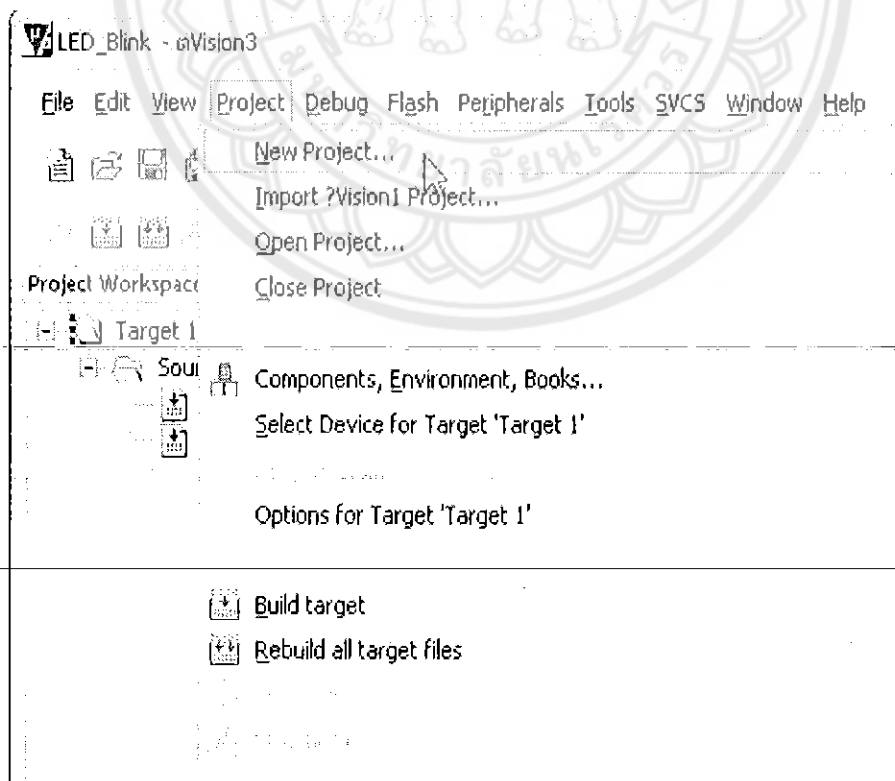 LED_Blink - µVision3
File Edit View Project Debug Flash Peripherals Tools SVCS Window Help
New Project...
Import ?Vision1 Project...
Open Project...
Project Workspace
Close Project
Target 1
Sour
Components, Environment, Books...
Select Device for Target 'Target 1'
Options for Target 'Target 1'
Build target
Rebuild all target files